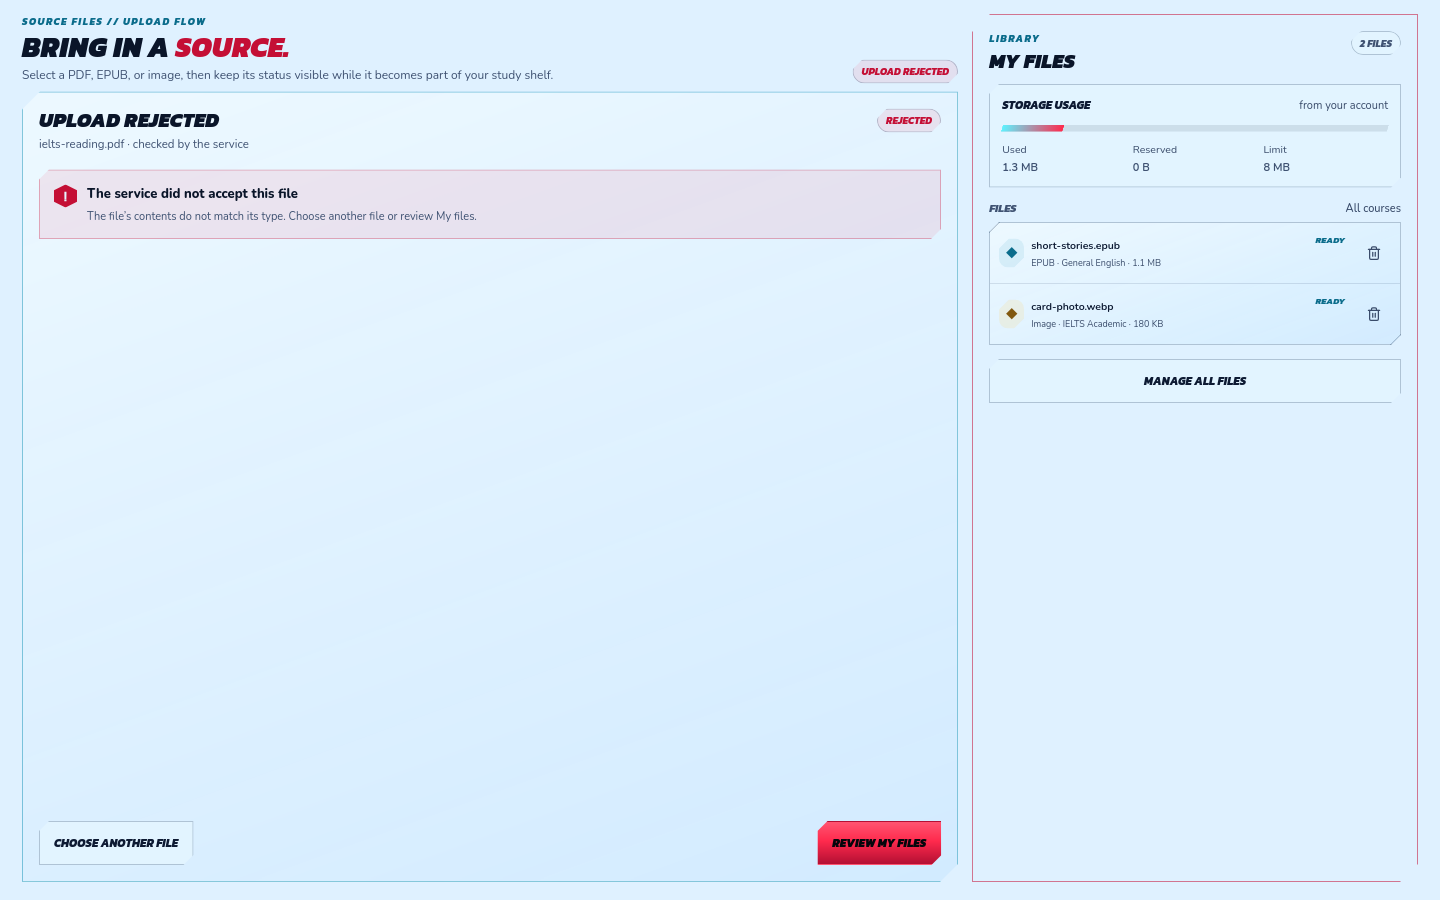 SOURCE FILES // UPLOAD FLOW
BRING IN A SOURCE.
Select a PDF, EPUB, or image, then keep its status visible while it becomes part of your study shelf.
UPLOAD REJECTED
UPLOAD REJECTED
REJECTED
ielts-reading.pdf · checked by the service
!
The service did not accept this file
The file's contents do not match its type. Choose another file or review My files.
CHOOSE ANOTHER FILE
REVIEW MY FILES
LIBRARY
MY FILES
2 FILES
STORAGE USAGE
from your account
Used
Reserved
Limit
1.3 MB
0 B
8 MB
FILES
All courses
short-stories.epub
READY
EPUB · General English · 1.1 MB
card-photo.webp
READY
Image · IELTS Academic · 180 KB
MANAGE ALL FILES